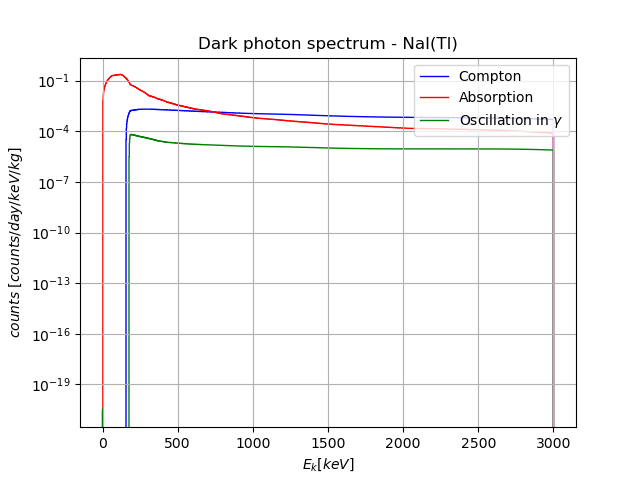 Dark photon spectrum - NaI(Tl)
Compton
Absorption
Oscillation in γ
counts [counts/day/keV/kg]
10⁻¹
10⁻⁴
10⁻⁷
10⁻¹⁰
10⁻¹³
10⁻¹⁶
10⁻¹⁹
0 500 1000 1500 2000 2500 3000
Eₖ[keV]